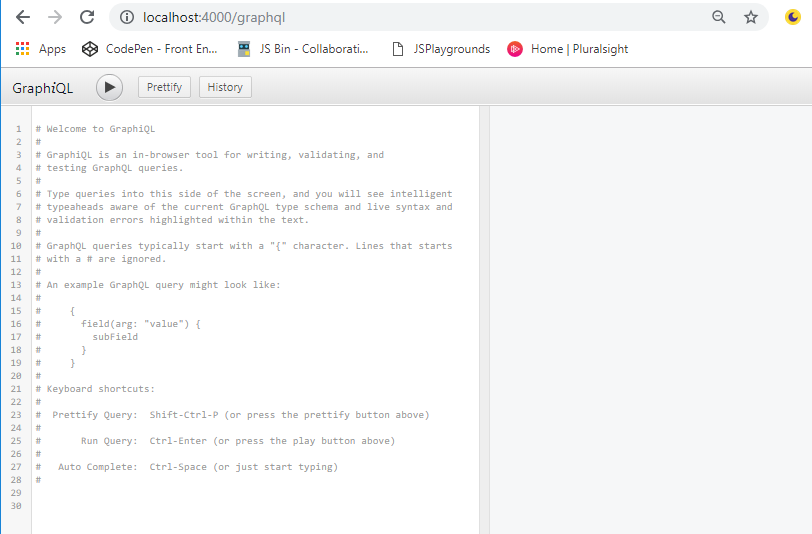 localhost:4000/graphql
Apps CodePen - Front En... JS Bin - Collaborati... JSPlaygrounds Home | Pluralsight
GraphiQL Prettify History
1 # Welcome to GraphiQL
2 #
3 # GraphiQL is an in-browser tool for writing, validating, and
4 # testing GraphQL queries.
5 #
6 # Type queries into this side of the screen, and you will see intelligent
7 # typeaheads aware of the current GraphQL type schema and live syntax and
8 # validation errors highlighted within the text.
9 #
10 # GraphQL queries typically start with a "{" character. Lines that starts
11 # with a # are ignored.
12 #
13 # An example GraphQL query might look like:
14 #
15 #     {
16 #       field(arg: "value") {
17 #         subField
18 #       }
19 #     }
20 #
21 # Keyboard shortcuts:
22 #
23 #  Prettify Query:  Shift-Ctrl-P (or press the prettify button above)
24 #
25 #       Run Query:  Ctrl-Enter (or press the play button above)
26 #
27 #   Auto Complete:  Ctrl-Space (or just start typing)
28 #
29
30